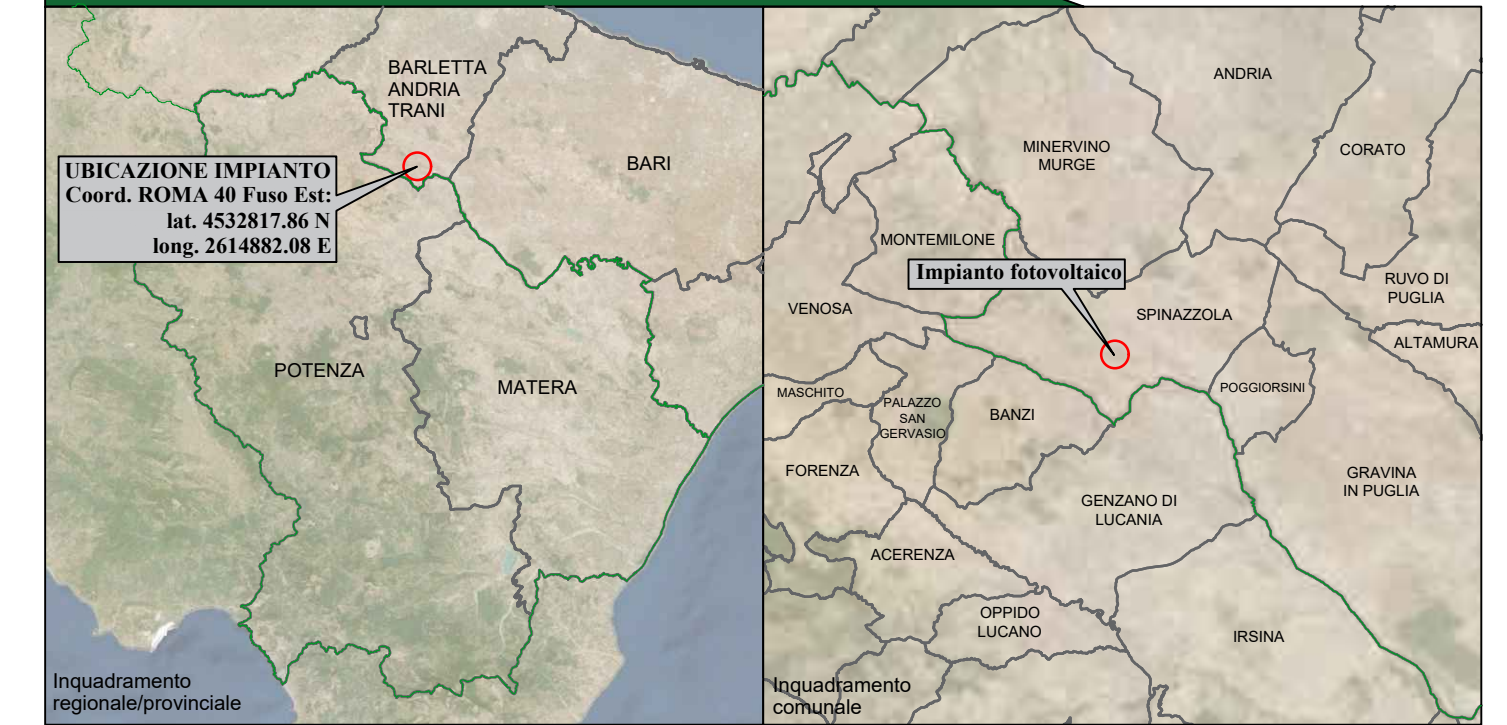 BARLETTA
ANDRIA
TRANI
BARI
UBICAZIONE IMPIANTO
Coord. ROMA 40 Fuso Est:
lat. 4532817.86 N
long. 2614882.08 E
POTENZA
MATERA
Inquadramento
regionale/provinciale
ANDRIA
MINERVINO
MURGE
CORATO
MONTEMILONE
Impianto fotovoltaico
RUVO DI
PUGLIA
VENOSA
SPINAZZOLA
ALTAMURA
MASCHITO
PALAZZO
SAN
GERVASIO
BANZI
POGGIORSINI
FORENZA
GENZANO DI
LUCANIA
GRAVINA
IN PUGLIA
ACERENZA
OPPIDO
LUCANO
IRSINA
Inquadramento
comunale